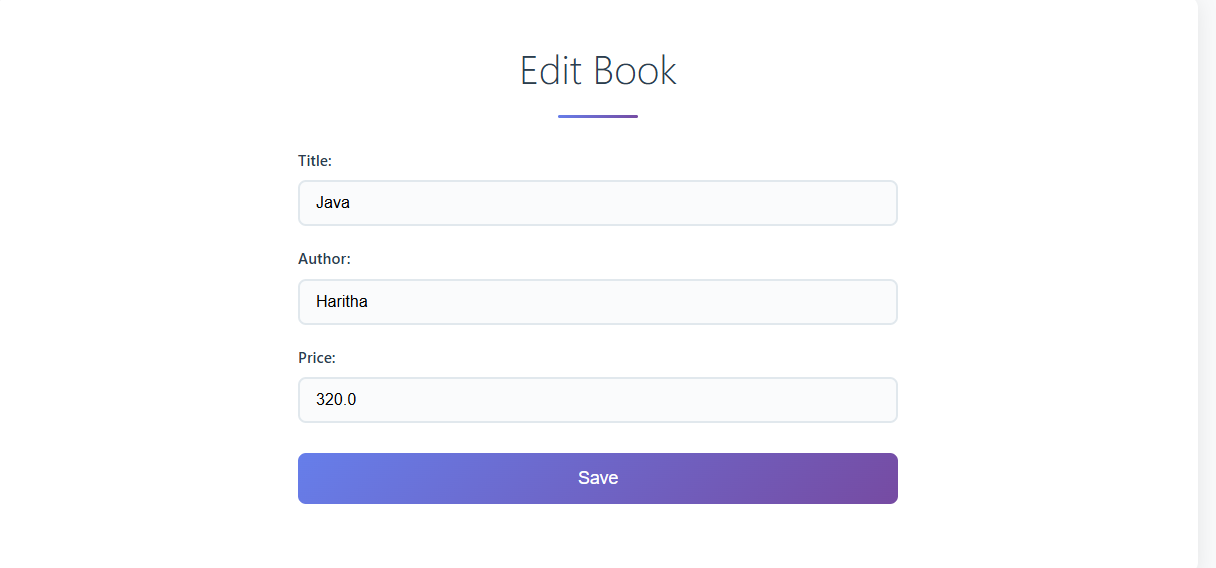 Edit Book
Title:
Java
Author:
Haritha
Price:
320.0
Save